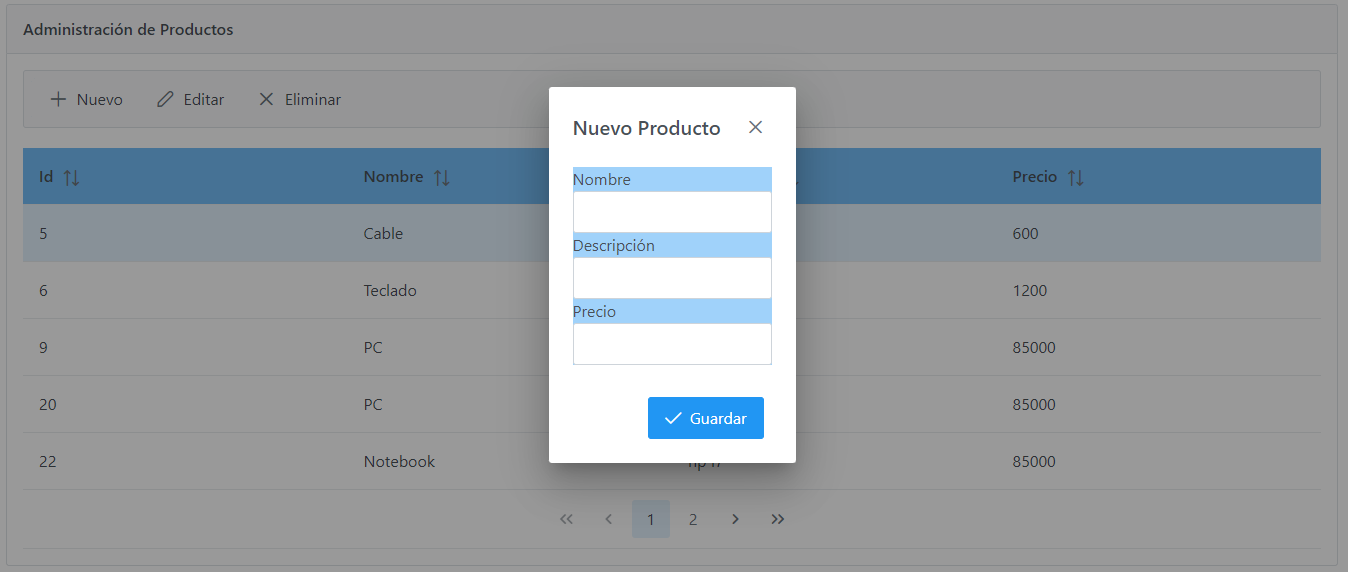 Administración de Productos
Nuevo Editar Eliminar
Nuevo Producto
Nombre
Descripción
Precio
Guardar
Id Nombre Precio
5 Cable 600
6 Teclado 1200
9 PC 85000
20 PC 85000
22 Notebook 85000
1 2